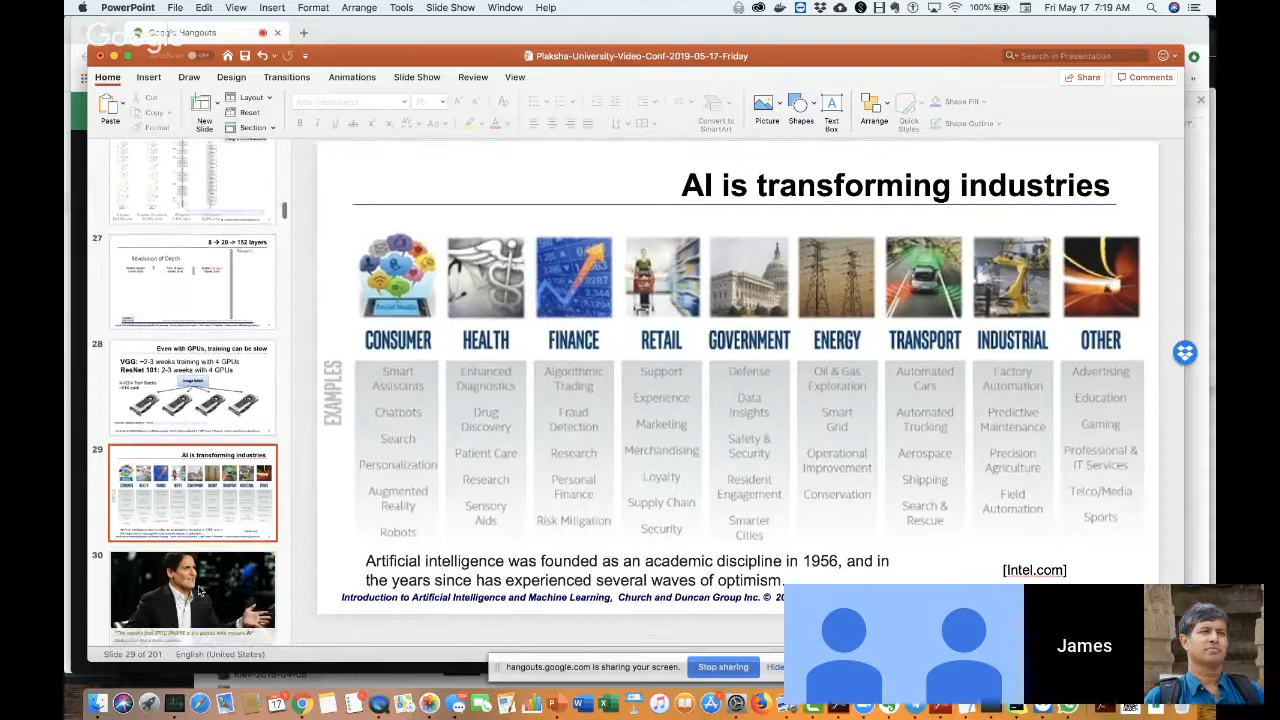 PowerPoint File Edit View Insert Format Arrange Tools Slide Show Window Help
100% Fri May 17 7:19 AM
Google Hangouts
Google
AutoSave OFF
Plaksha-University-Video-Conf-2019-05-17-Friday
Search in Presentation
Home Insert Draw Design Transitions Animations Slide Show Review View
Share Comments
Paste
Cut
Copy
Format
New Slide
Layout
Reset
Section
Convert to SmartArt
Picture
Shapes
Text Box
Arrange
Quick Styles
Shape Fill
Shape Outline
27
8 → 20 -> 152 layers
Revolution of Depth
28
Even with GPUs, training can be slow
VGG: ~2-3 weeks training with 4 GPUs
ResNet 101: 2-3 weeks with 4 GPUs
29
AI is transforming industries
30
AI is transforming industries
CONSUMER HEALTH FINANCE RETAIL GOVERNMENT ENERGY TRANSPORT INDUSTRIAL OTHER
EXAMPLES
Smart Assistants
Chatbots
Search
Personalization
Augmented Reality
Robots
Enhanced Diagnostics
Drug Discovery
Patient Care
Research
Sensory Aids
Algorithmic Trading
Fraud Detection
Research
Personal Finance
Risk Mitigation
Support
Experience
Marketing
Merchandising
Loyalty
Supply Chain
Security
Defense
Data Insights
Safety & Security
Resident Engagement
Smarter Cities
Oil & Gas Exploration
Smart Grid
Operational Improvement
Conservation
Automated Cars
Automated Trucking
Aerospace
Shipping
Search & Rescue
Factory Automation
Predictive Maintenance
Precision Agriculture
Field Automation
Advertising
Education
Gaming
Professional & IT Services
Telco/Media
Sports
Artificial intelligence was founded as an academic discipline in 1956, and in
the years since has experienced several waves of optimism,
[Intel.com]
Introduction to Artificial Intelligence and Machine Learning, Church and Duncan Group Inc. © 20
Slide 29 of 201 English (United States)
hangouts.google.com is sharing your screen. Stop sharing Hide
James